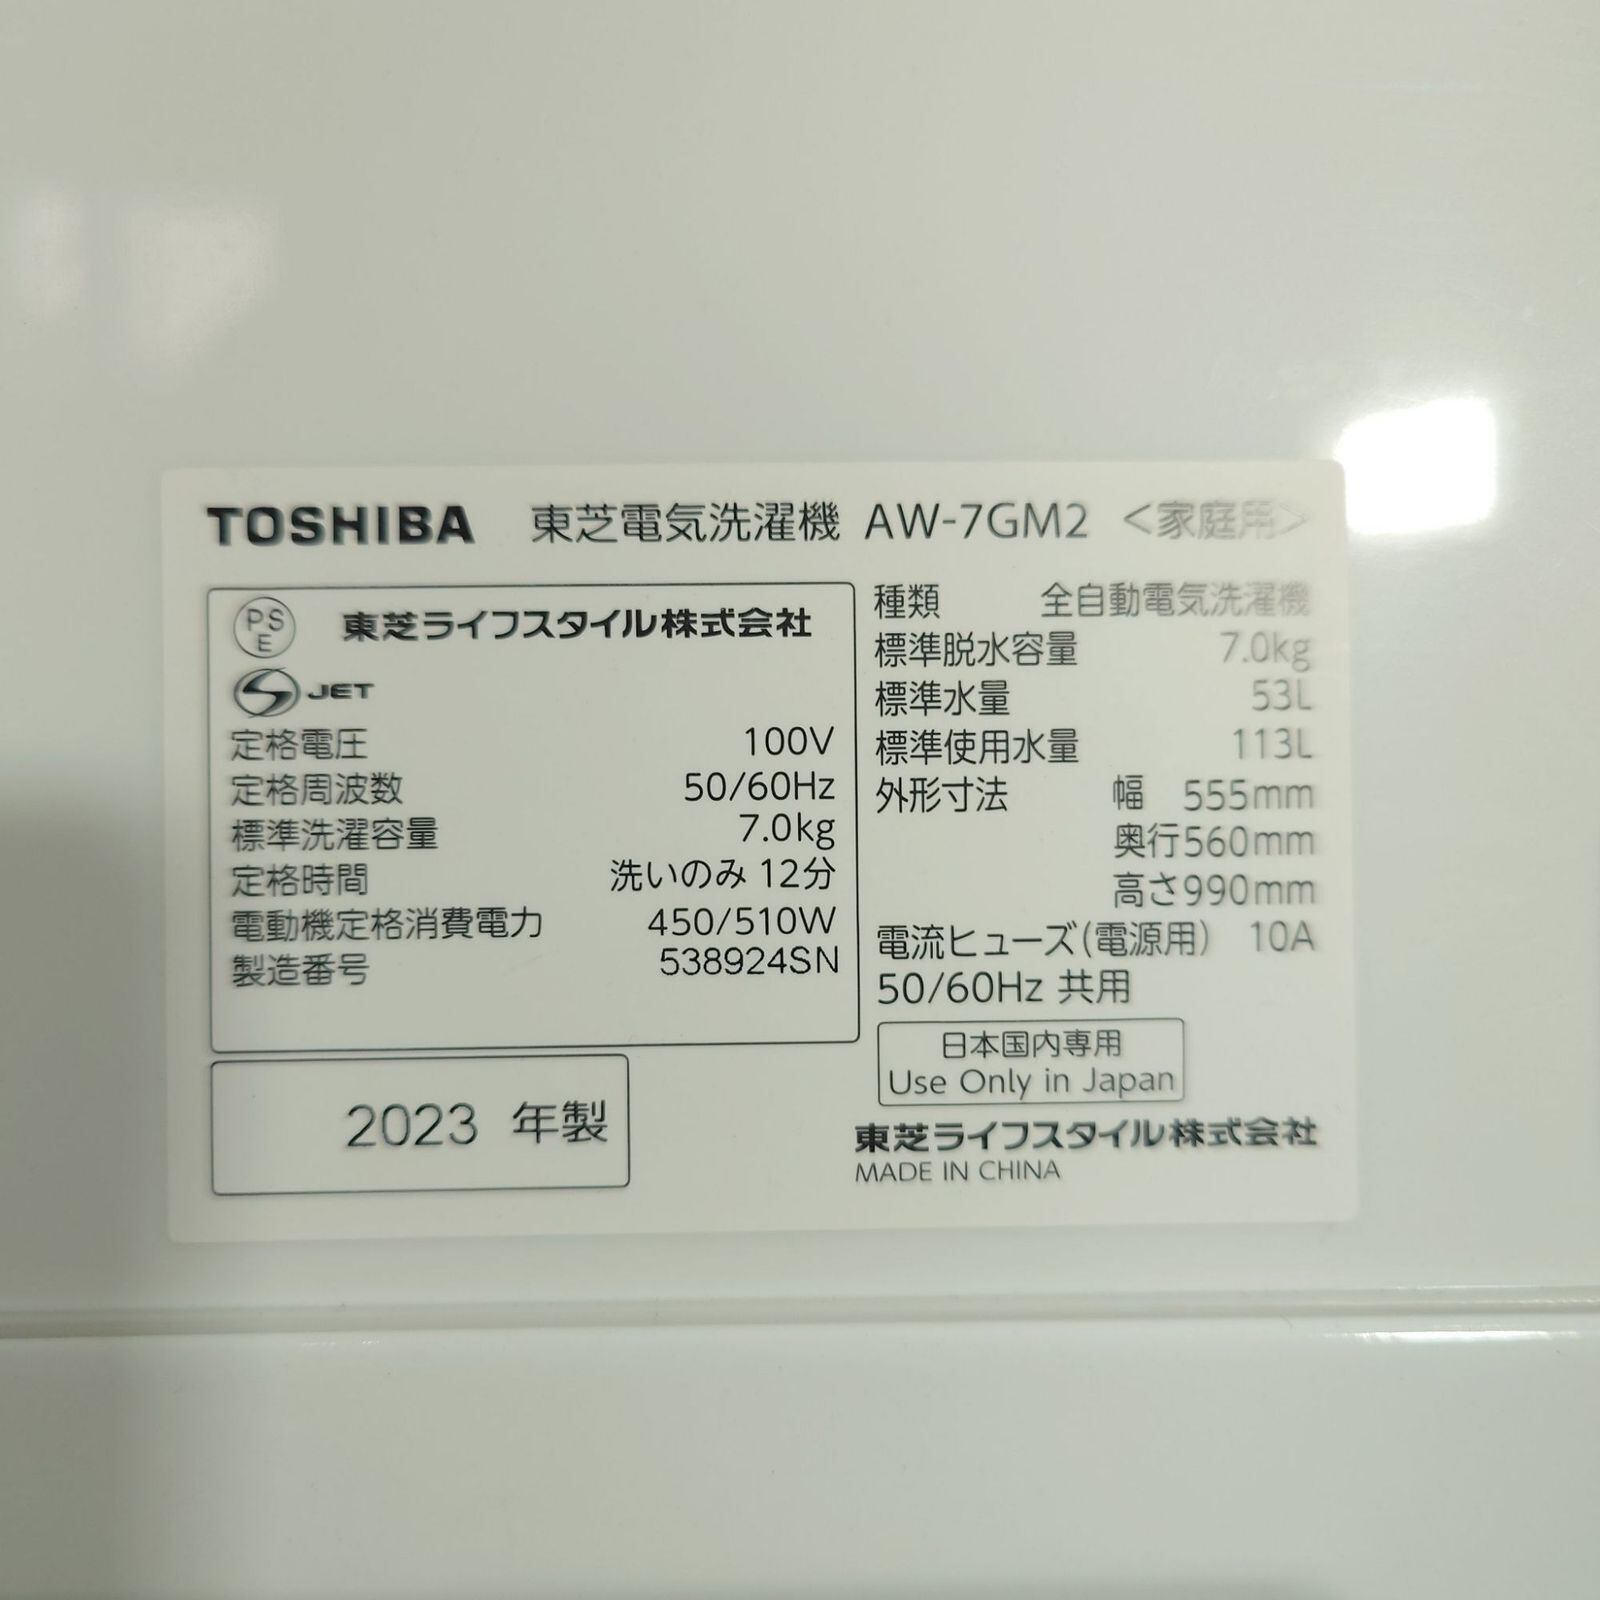 TOSHIBA 東芝電気洗濯機 AW-7GM2 <家庭用>
PSE 東芝ライフスタイル株式会社
S JET
定格電圧 100V
定格周波数 50/60Hz
標準洗濯容量 7.0kg
定格時間 洗いのみ 12分
電動機定格消費電力 450/510W
製造番号 538924SN
2023 年製
種類 全自動電気洗濯機
標準脱水容量 7.0kg
標準水量 53L
標準使用水量 113L
外形寸法 幅 555mm
奥行560mm
高さ990mm
電流ヒューズ(電源用) 10A
50/60Hz 共用
日本国内専用
Use Only in Japan
東芝ライフスタイル株式会社
MADE IN CHINA